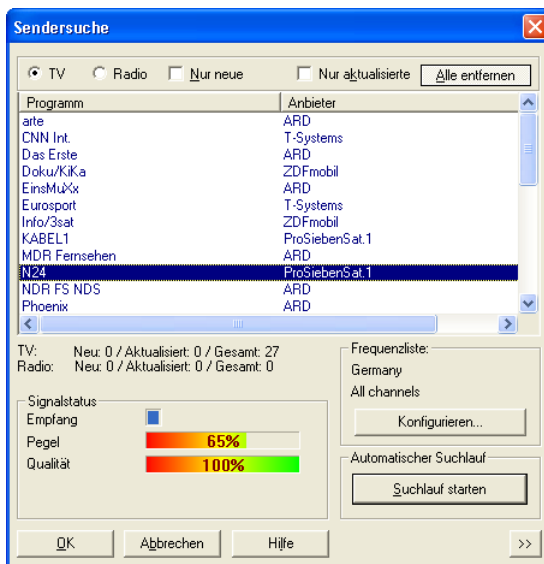 Sendersuche
TV Radio Nur neue Nur aktualisierte Alle entfernen
Programm Anbieter
arte ARD
CNN Int. T-Systems
Das Erste ARD
Doku/KiKa ZDFmobil
EinsMuXx ARD
Eurosport T-Systems
Info/3sat ZDFmobil
KABEL1 ProSiebenSat.1
MDR Fernsehen ARD
N24 ProSiebenSat.1
NDR FS NDS ARD
Phoenix ARD
TV: Neu: 0 / Aktualisiert: 0 / Gesamt: 27
Radio: Neu: 0 / Aktualisiert: 0 / Gesamt: 0
Signalstatus
Empfang
Pegel 65%
Qualität 100%
Frequenzliste:
Germany
All channels
Konfigurieren...
Automatischer Suchlauf
Suchlauf starten
OK Abbrechen Hilfe >>